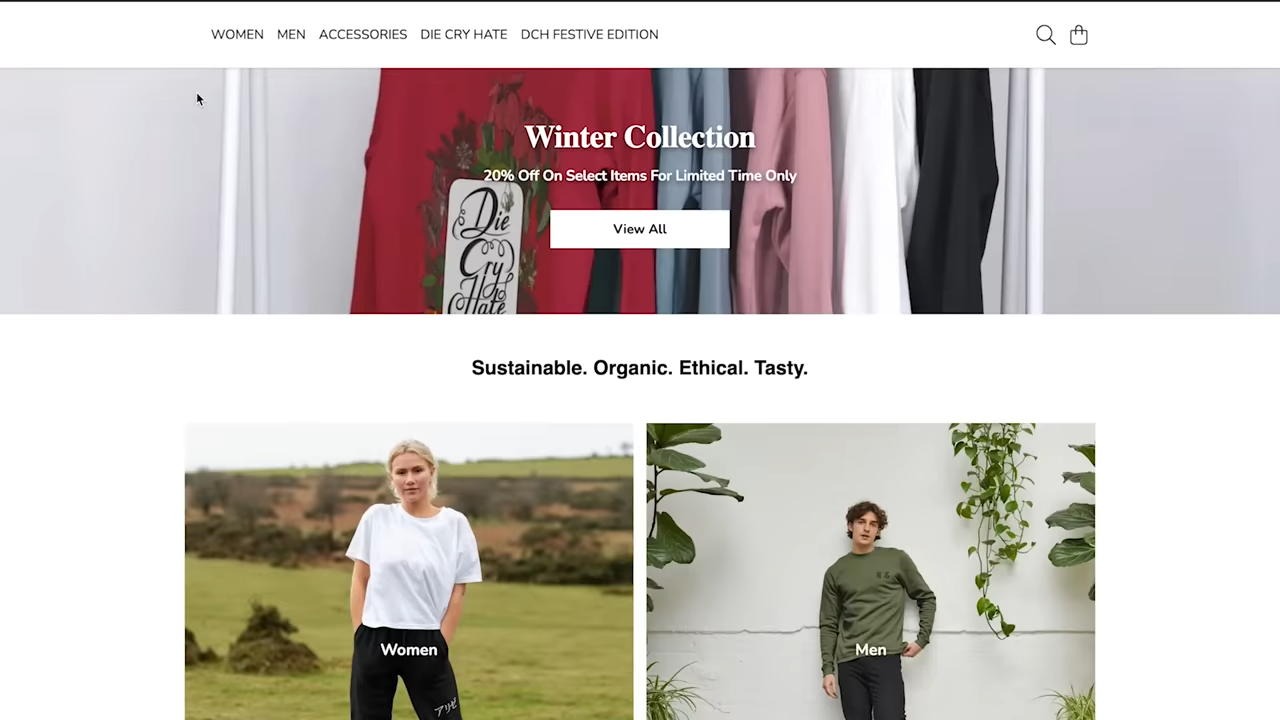 WOMEN MEN ACCESSORIES DIE CRY HATE DCH FESTIVE EDITION
Winter Collection
20% Off On Select Items For Limited Time Only
View All
Die
Cry
Hate
Sustainable. Organic. Ethical. Tasty.
Women
Men